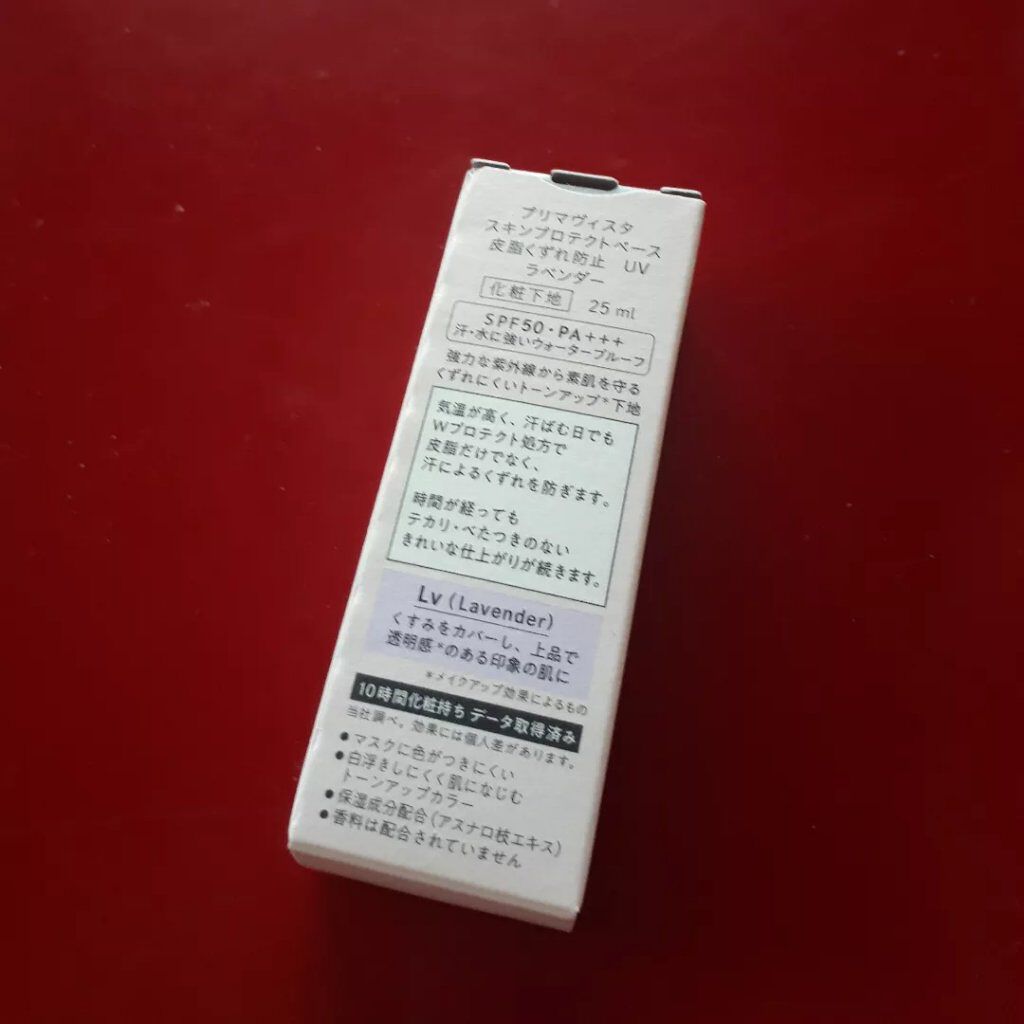 プリマヴィスタ
スキンプロテクトベース
皮脂くずれ防止 UV
ラベンダー
化粧下地 25 ml
SPF50・PA+++
汗・水に強いウォータープルーフ
強力な紫外線から素肌を守る
くずれにくいトーンアップ*下地
気温が高く、汗ばむ日でも
Wプロテクト処方で
皮脂だけでなく、
汗によるくずれを防ぎます。
時間が経っても
テカリ・べたつきのない
きれいな仕上がりが続きます。
Lv (Lavender)
くすみをカバーし、上品で
透明感*のある印象の肌に
*メイクアップ効果によるもの
10時間化粧持ち データ取得済み
当社調べ。効果には個人差があります。
●マスクに色がつきにくい
●白浮きしにくく肌になじむ
トーンアップカラー
●保湿成分配合(アスナロ枝エキス)
●香料は配合されていません